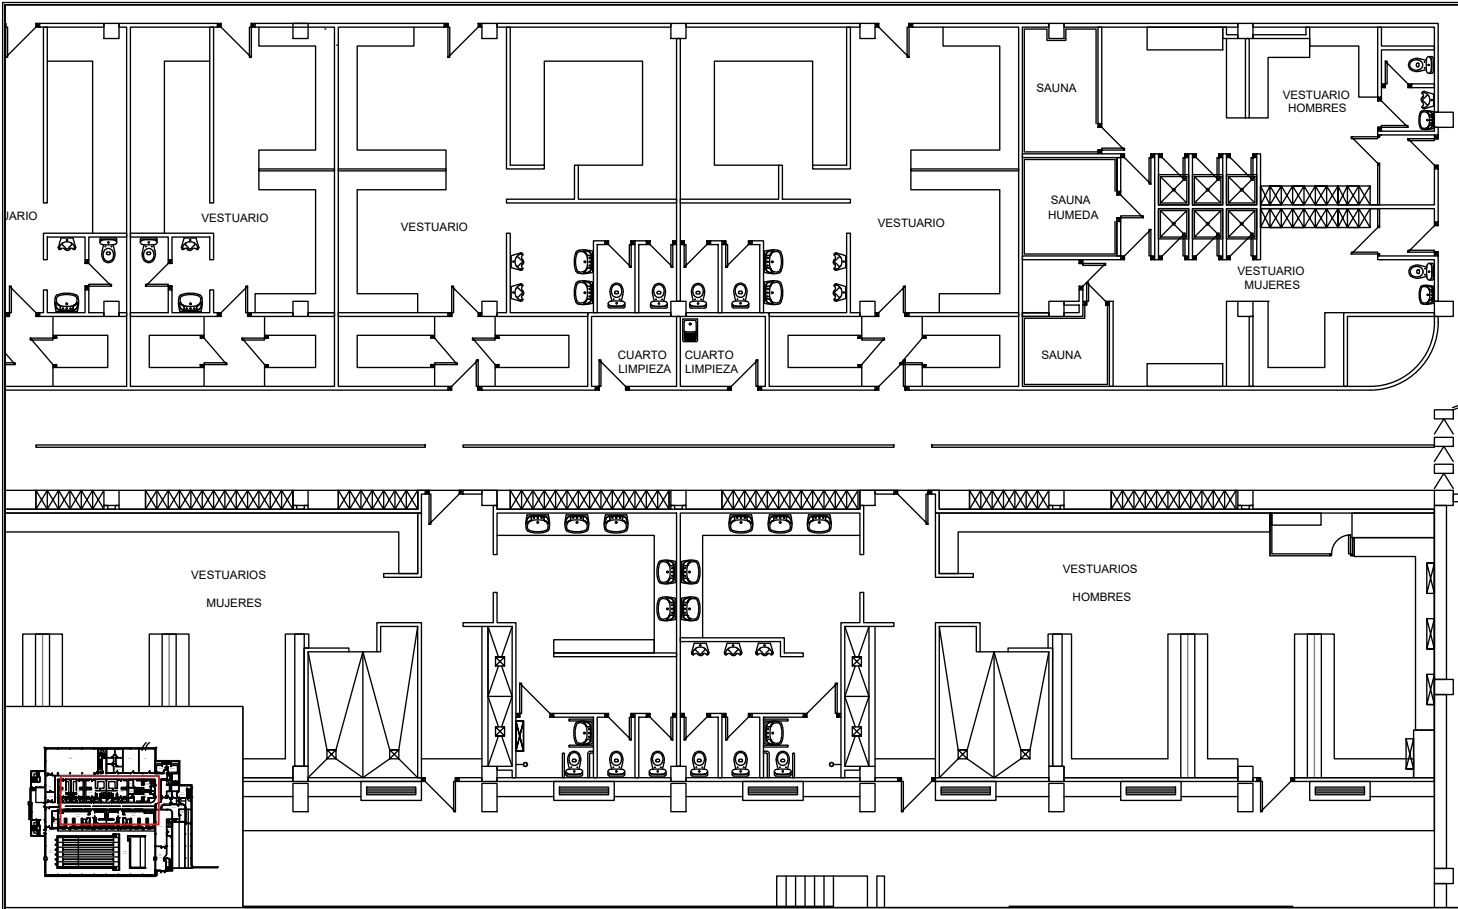 SAUNA
VESTUARIO
HOMBRES
UARIO
VESTUARIO
VESTUARIO
VESTUARIO
SAUNA
HUMEDA
VESTUARIO
MUJERES
CUARTO
LIMPIEZA
CUARTO
LIMPIEZA
SAUNA
VESTUARIOS
MUJERES
VESTUARIOS
HOMBRES